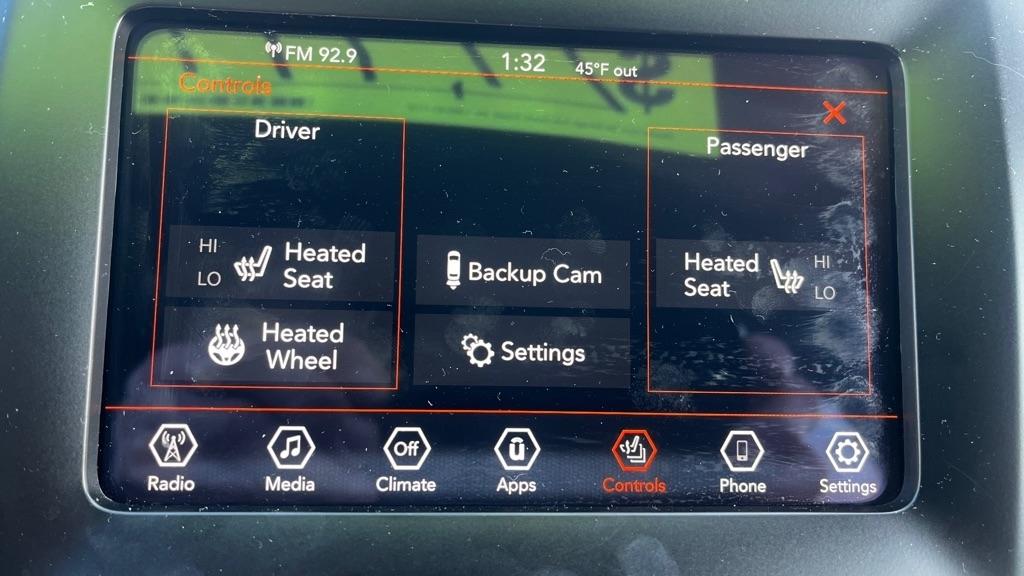 FM 92.9
1:32
45°F out
Controls
Driver
Passenger
HI
LO
Heated
Seat
Backup Cam
Heated
Seat
HI
LO
Heated
Wheel
Settings
Off
Radio
Media
Climate
Apps
Controls
Phone
Settings